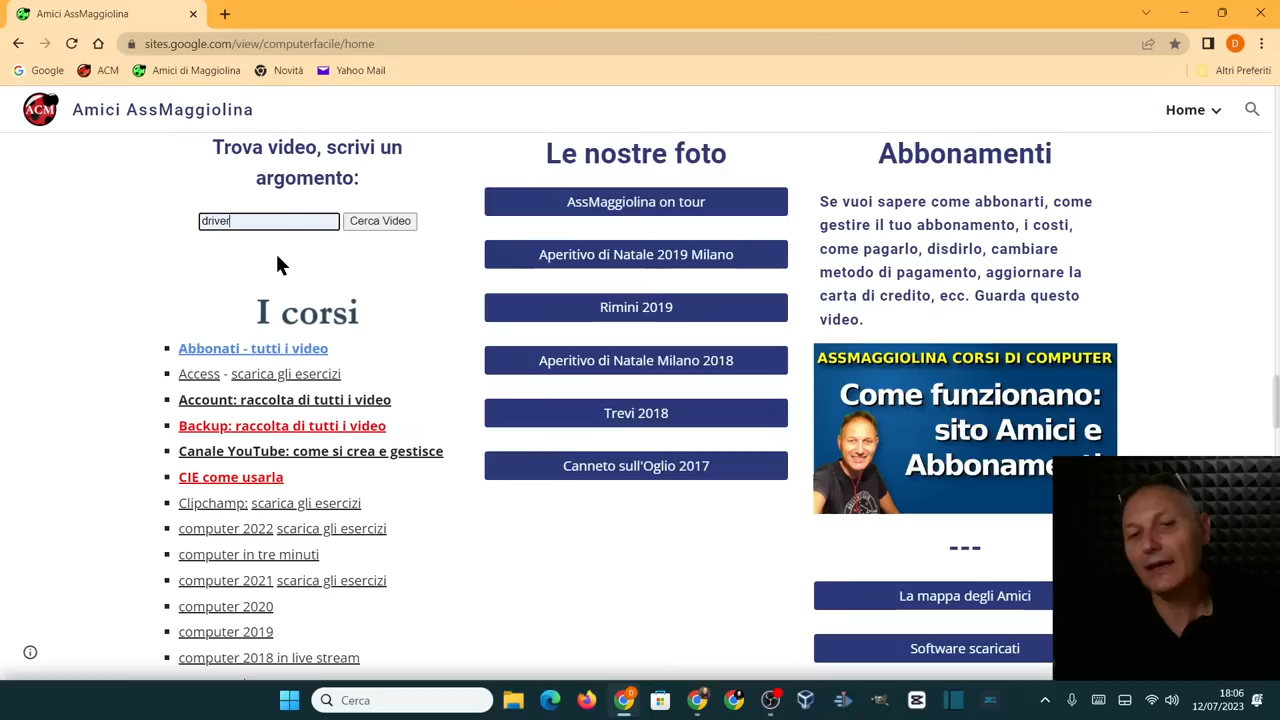 Amici AssMaggiolina
sites.google.com/view/computerfacile/home
Google
ACM
Amici di Maggiolina
Novità
Yahoo Mail
Altri Preferiti
ACM
Amici AssMaggiolina
Home
Trova video, scrivi un
argomento:
driver
Cerca Video
I corsi
Abbonati - tutti i video
Access - scarica gli esercizi
Account: raccolta di tutti i video
Backup: raccolta di tutti i video
Canale YouTube: come si crea e gestisce
CIE come usarla
Clipchamp: scarica gli esercizi
computer 2022 scarica gli esercizi
computer in tre minuti
computer 2021 scarica gli esercizi
computer 2020
computer 2019
computer 2018 in live stream
Le nostre foto
AssMaggiolina on tour
Aperitivo di Natale 2019 Milano
Rimini 2019
Aperitivo di Natale Milano 2018
Trevi 2018
Canneto sull'Oglio 2017
Abbonamenti
Se vuoi sapere come abbonarti, come
gestire il tuo abbonamento, i costi,
come pagarlo, disdirlo, cambiare
metodo di pagamento, aggiornare la
carta di credito, ecc. Guarda questo
video.
ASSMAGGIOLINA CORSI DI COMPUTER
Come funzionano:
sito Amici e
Abboname
---
La mappa degli Amici
Software scaricati
Cerca
18:06
12/07/2023